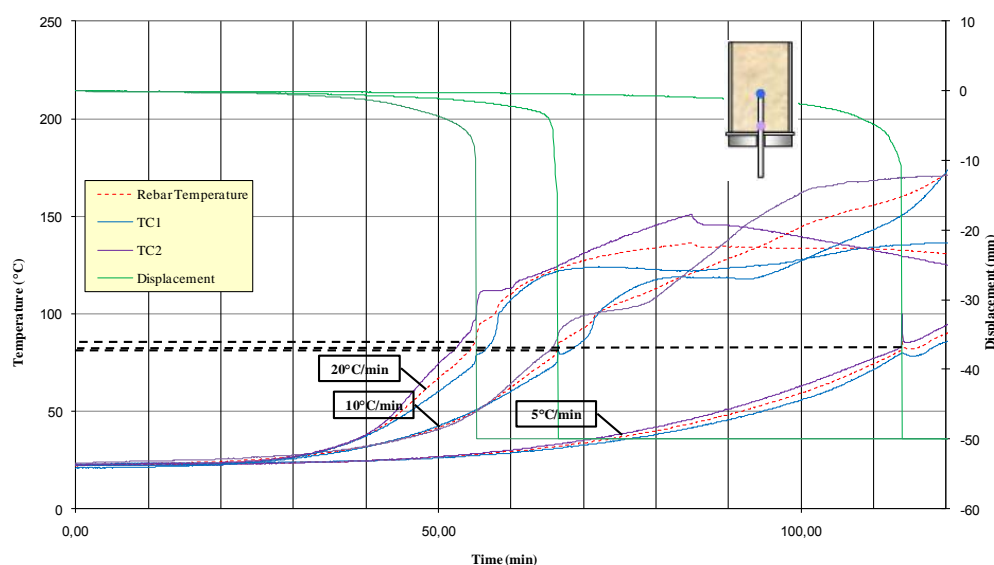 250
200
150
100
50
0
Temperature (°C)
Rebar Temperature
TC1
TC2
Displacement
20°C/min
10°C/min
5°C/min
10
0
-10
-20
-30
-40
-50
-60
Displacement (mm)
0,00
50,00
100,00
Time (min)